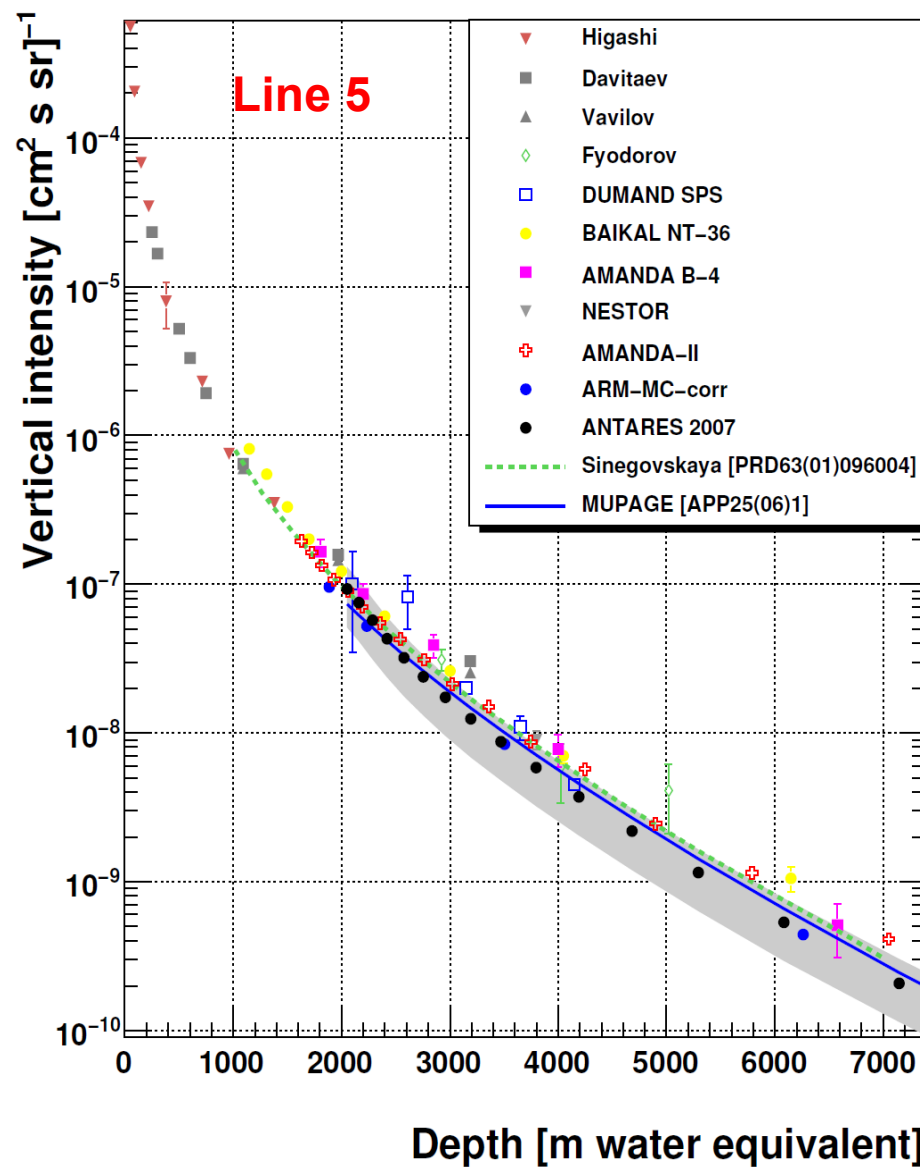 Vertical intensity [cm² s sr]⁻¹
Line 5
Higashi
Davitaev
Vavilov
Fyodorov
DUMAND SPS
BAIKAL NT−36
AMANDA B−4
NESTOR
AMANDA−II
ARM−MC−corr
ANTARES 2007
Sinegovskaya [PRD63(01)096004]
MUPAGE [APP25(06)1]
10⁻⁴
10⁻⁵
10⁻⁶
10⁻⁷
10⁻⁸
10⁻⁹
10⁻¹⁰
0 1000 2000 3000 4000 5000 6000 7000
Depth [m water equivalent]